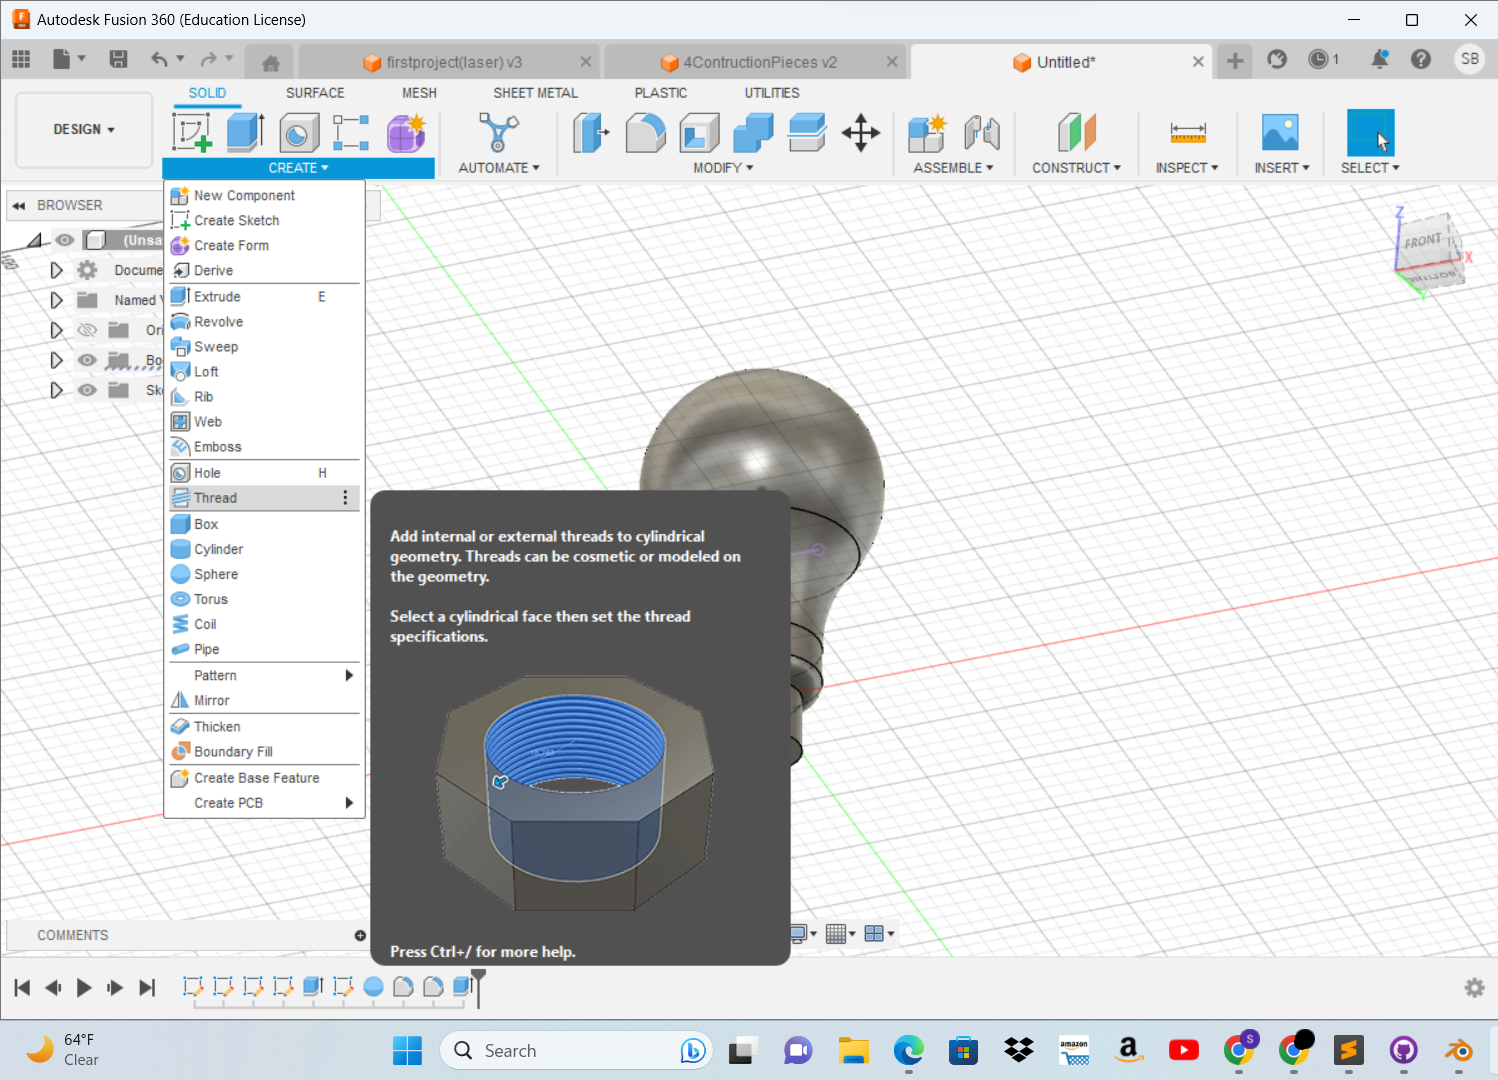 Autodesk Fusion 360 (Education License)
firstproject(laser) v3
4ContructionPieces v2
Untitled*
1
SB
DESIGN
SOLID
SURFACE
MESH
SHEET METAL
PLASTIC
UTILITIES
CREATE
AUTOMATE
MODIFY
ASSEMBLE
CONSTRUCT
INSPECT
INSERT
SELECT
BROWSER
(Unsa
Docume
Named V
Ori
Bo
Sk
New Component
Create Sketch
Create Form
Derive
Extrude E
Revolve
Sweep
Loft
Rib
Web
Emboss
Hole H
Thread
Box
Cylinder
Sphere
Torus
Coil
Pipe
Pattern
Mirror
Thicken
Boundary Fill
Create Base Feature
Create PCB
Add internal or external threads to cylindrical
geometry. Threads can be cosmetic or modeled on
the geometry.
Select a cylindrical face then set the thread
specifications.
Press Ctrl+/ for more help.
Z
FRONT
X
Y
COMMENTS
64°F
Clear
Search
amazon
a
S